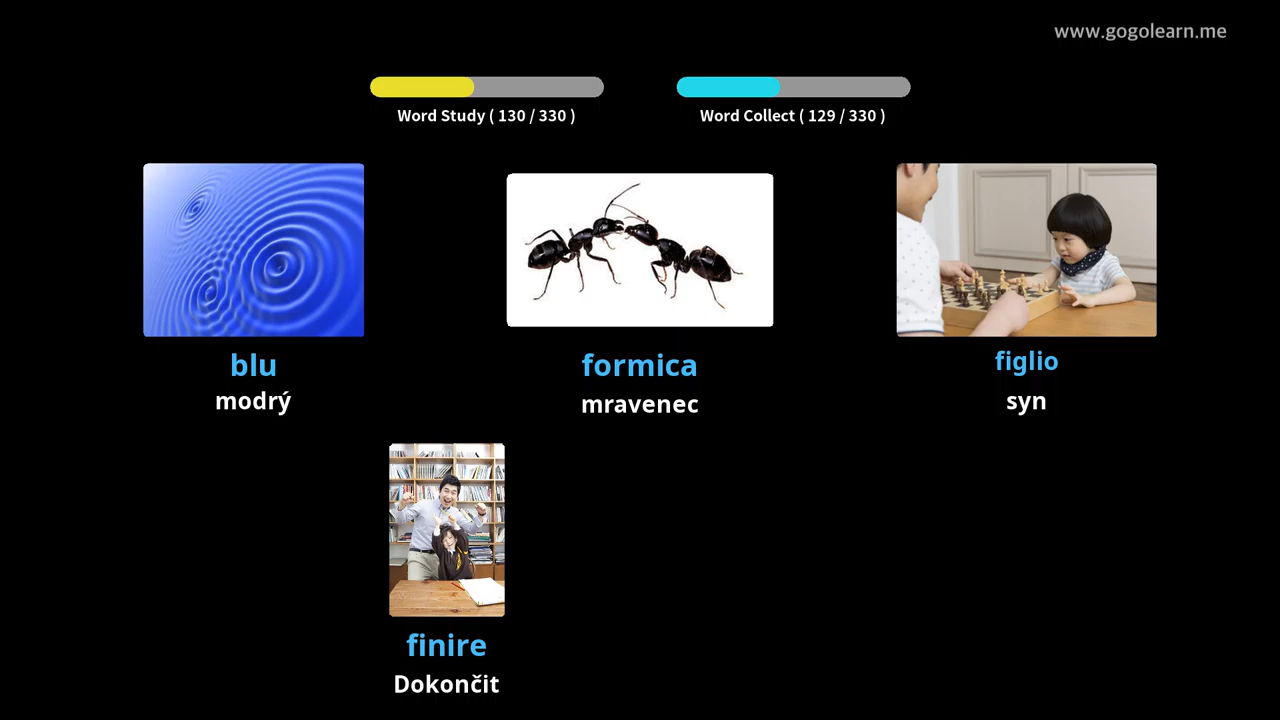 www.gogolearn.me
Word Study ( 130 / 330 )
Word Collect ( 129 / 330 )
blu
modrý
formica
mravenec
figlio
syn
finire
Dokončit